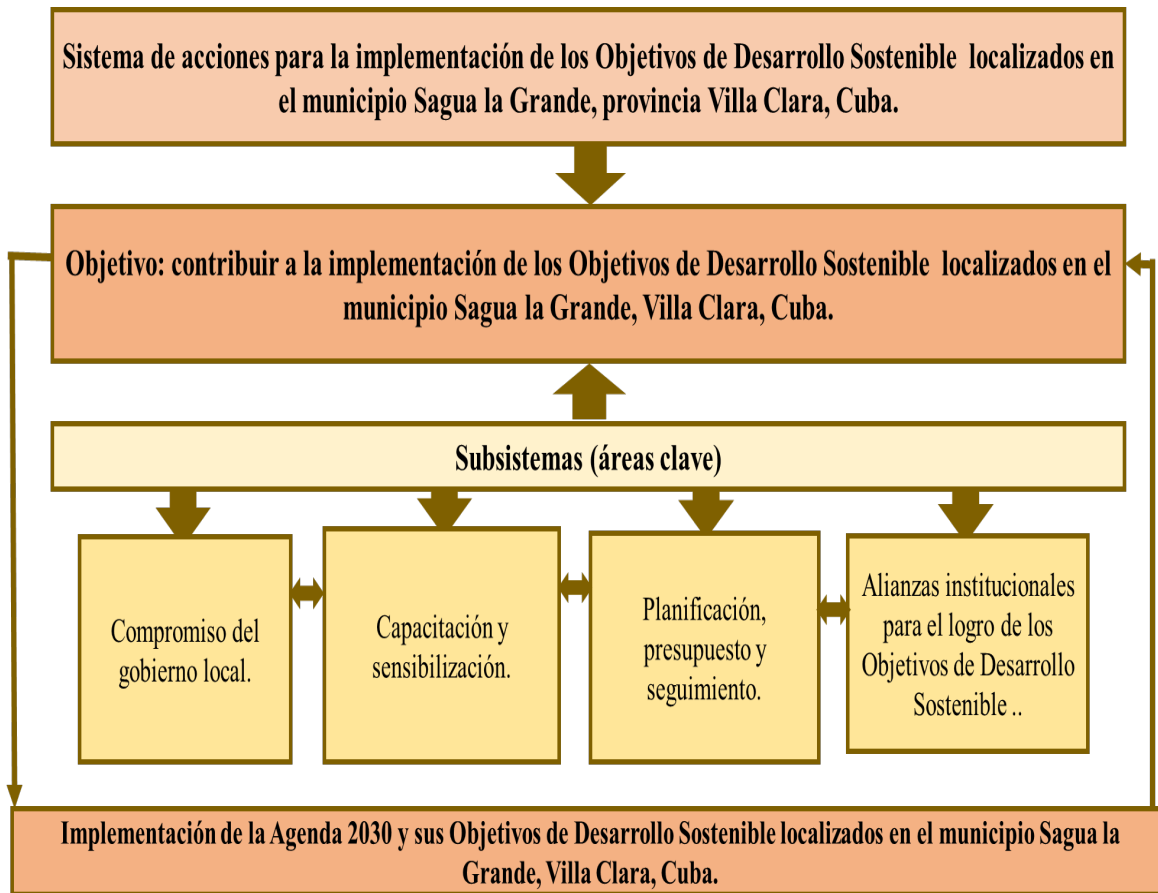 Sistema de acciones para la implementación de los Objetivos de Desarrollo Sostenible localizados en
el municipio Sagua la Grande, provincia Villa Clara, Cuba.
Objetivo: contribuir a la implementación de los Objetivos de Desarrollo Sostenible localizados en el
municipio Sagua la Grande, Villa Clara, Cuba.
Subsistemas (áreas clave)
Compromiso del
gobierno local.
Capacitación y
sensibilización.
Planificación,
presupuesto y
seguimiento.
Alianzas institucionales
para el logro de los
Objetivos de Desarrollo
Sostenible ..
Implementación de la Agenda 2030 y sus Objetivos de Desarrollo Sostenible localizados en el municipio Sagua la
Grande, Villa Clara, Cuba.